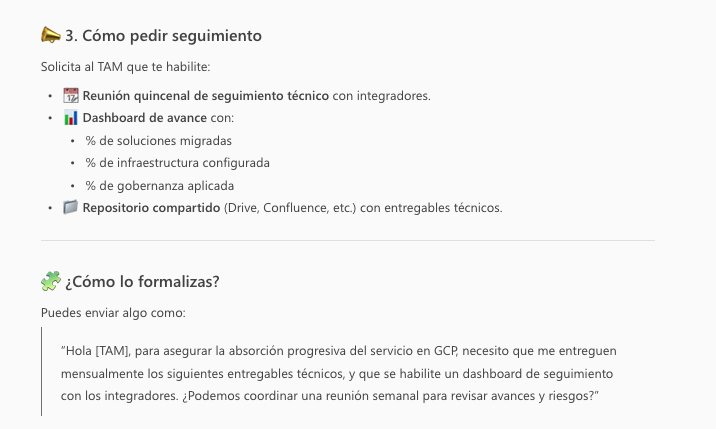 3. Cómo pedir seguimiento
Solicita al TAM que te habilite:
• Reunión quincenal de seguimiento técnico con integradores.
• Dashboard de avance con:
• % de soluciones migradas
• % de infraestructura configurada
• % de gobernanza aplicada
• Repositorio compartido (Drive, Confluence, etc.) con entregables técnicos.
¿Cómo lo formalizas?
Puedes enviar algo como:
“Hola [TAM], para asegurar la absorción progresiva del servicio en GCP, necesito que me entreguen
mensualmente los siguientes entregables técnicos, y que se habilite un dashboard de seguimiento
con los integradores. ¿Podemos coordinar una reunión semanal para revisar avances y riesgos?”